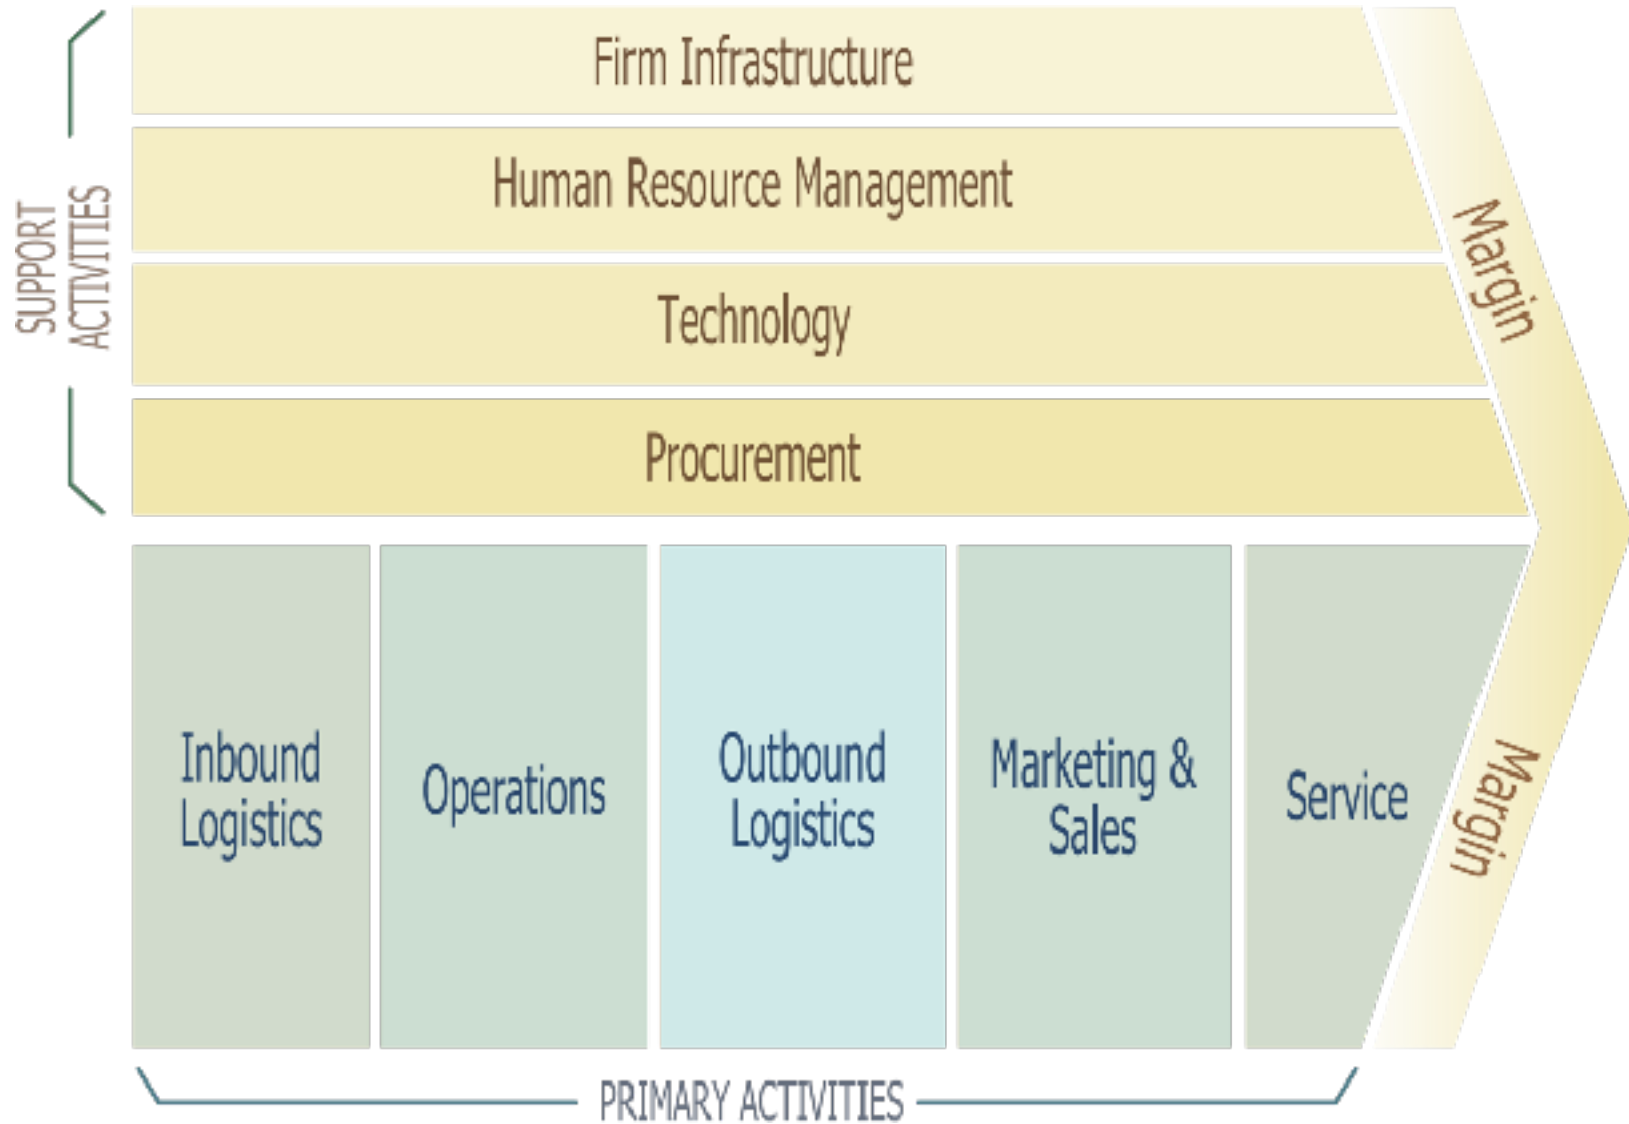 Firm Infrastructure
Human Resource Management
Technology
Procurement
SUPPORT
ACTIVITIES
Margin
Inbound
Logistics
Operations
Outbound
Logistics
Marketing &
Sales
Service
Margin
PRIMARY ACTIVITIES